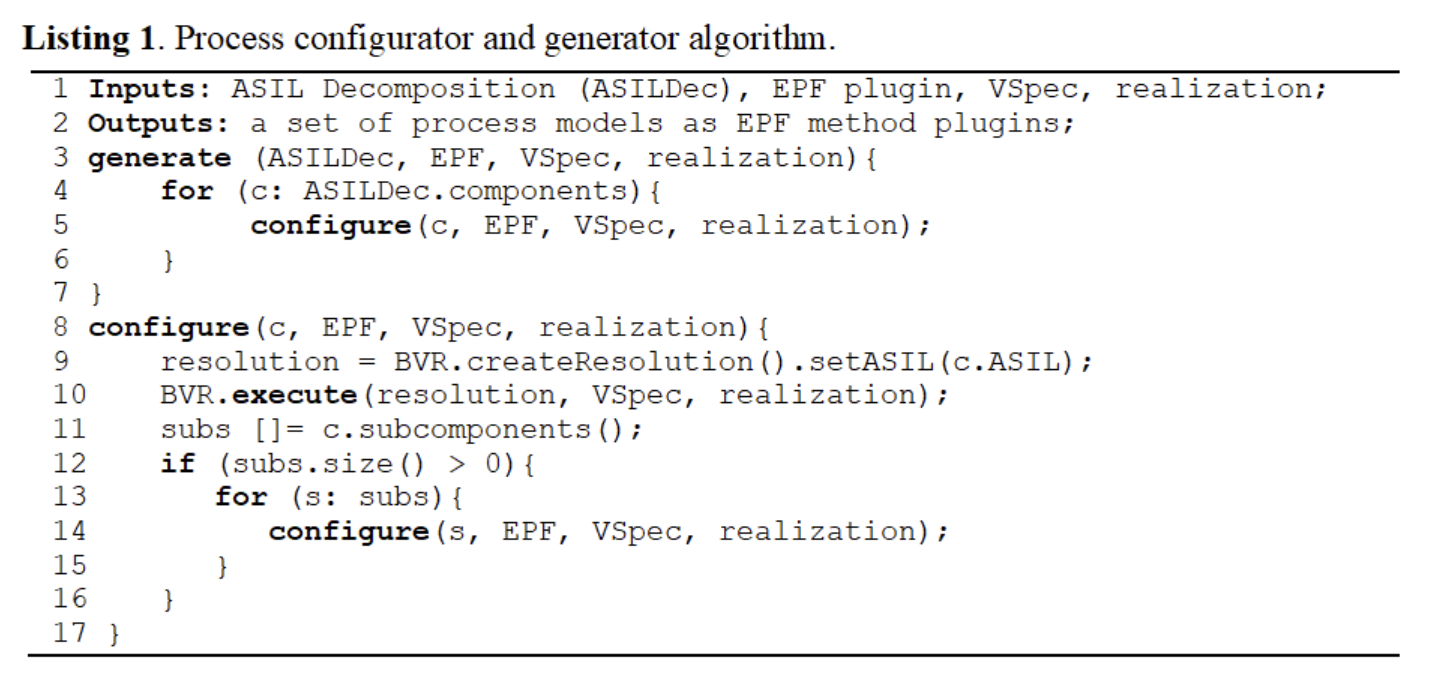 Listing 1. Process configurator and generator algorithm.
1 Inputs: ASIL Decomposition (ASILDec), EPF plugin, VSpec, realization;
2 Outputs: a set of process models as EPF method plugins;
3 generate (ASILDec, EPF, VSpec, realization){
4     for (c: ASILDec.components){
5          configure(c, EPF, VSpec, realization);
6     }
7 }
8 configure(c, EPF, VSpec, realization){
9     resolution = BVR.createResolution().setASIL(c.ASIL);
10    BVR.execute(resolution, VSpec, realization);
11    subs []= c.subcomponents();
12    if (subs.size() > 0){
13       for (s: subs){
14          configure(s, EPF, VSpec, realization);
15       }
16    }
17 }